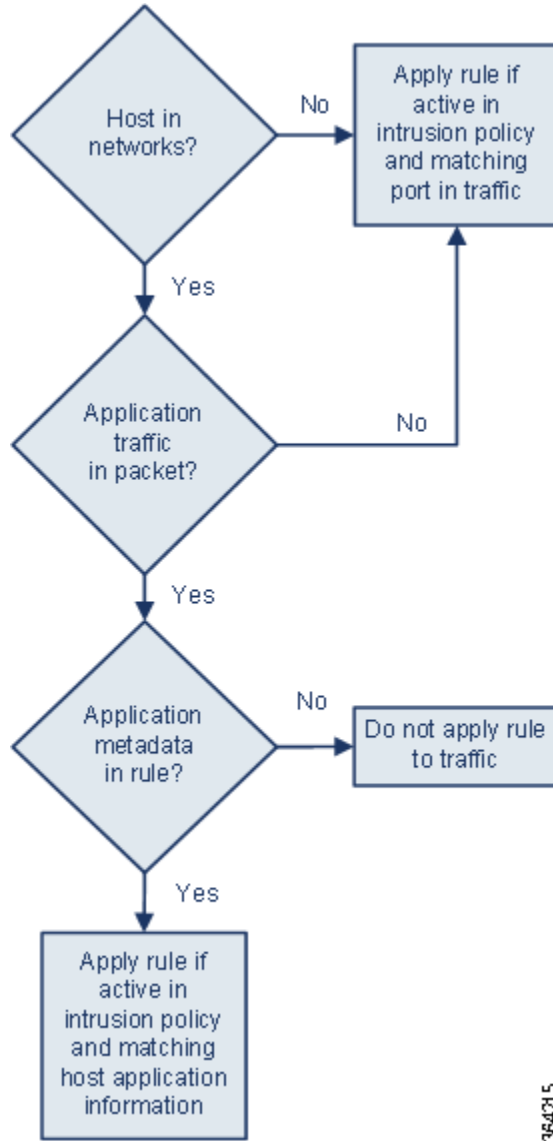 Host in
networks?
No
Apply rule if
active in
intrusion policy
and matching
port in traffic
Yes
Application
traffic
in packet?
No
Yes
Application
metadata
in rule?
No
Do not apply rule
to traffic
Yes
Apply rule if
active in
intrusion policy
and matching
host application
information
364215